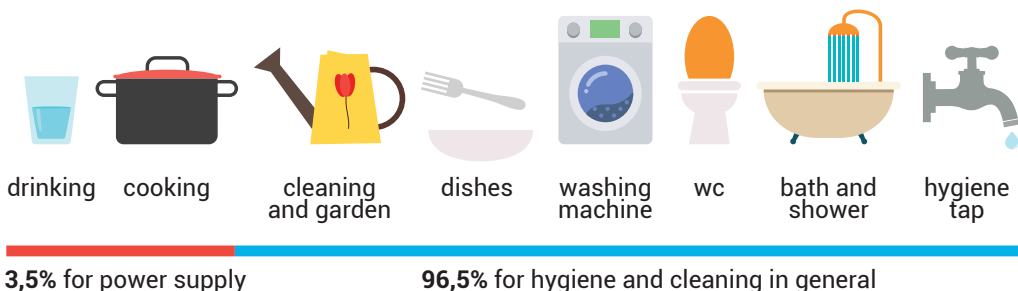 drinking
cooking
cleaning
and garden
dishes
washing
machine
wc
bath and
shower
hygiene
tap
3,5% for power supply
96,5% for hygiene and cleaning in general